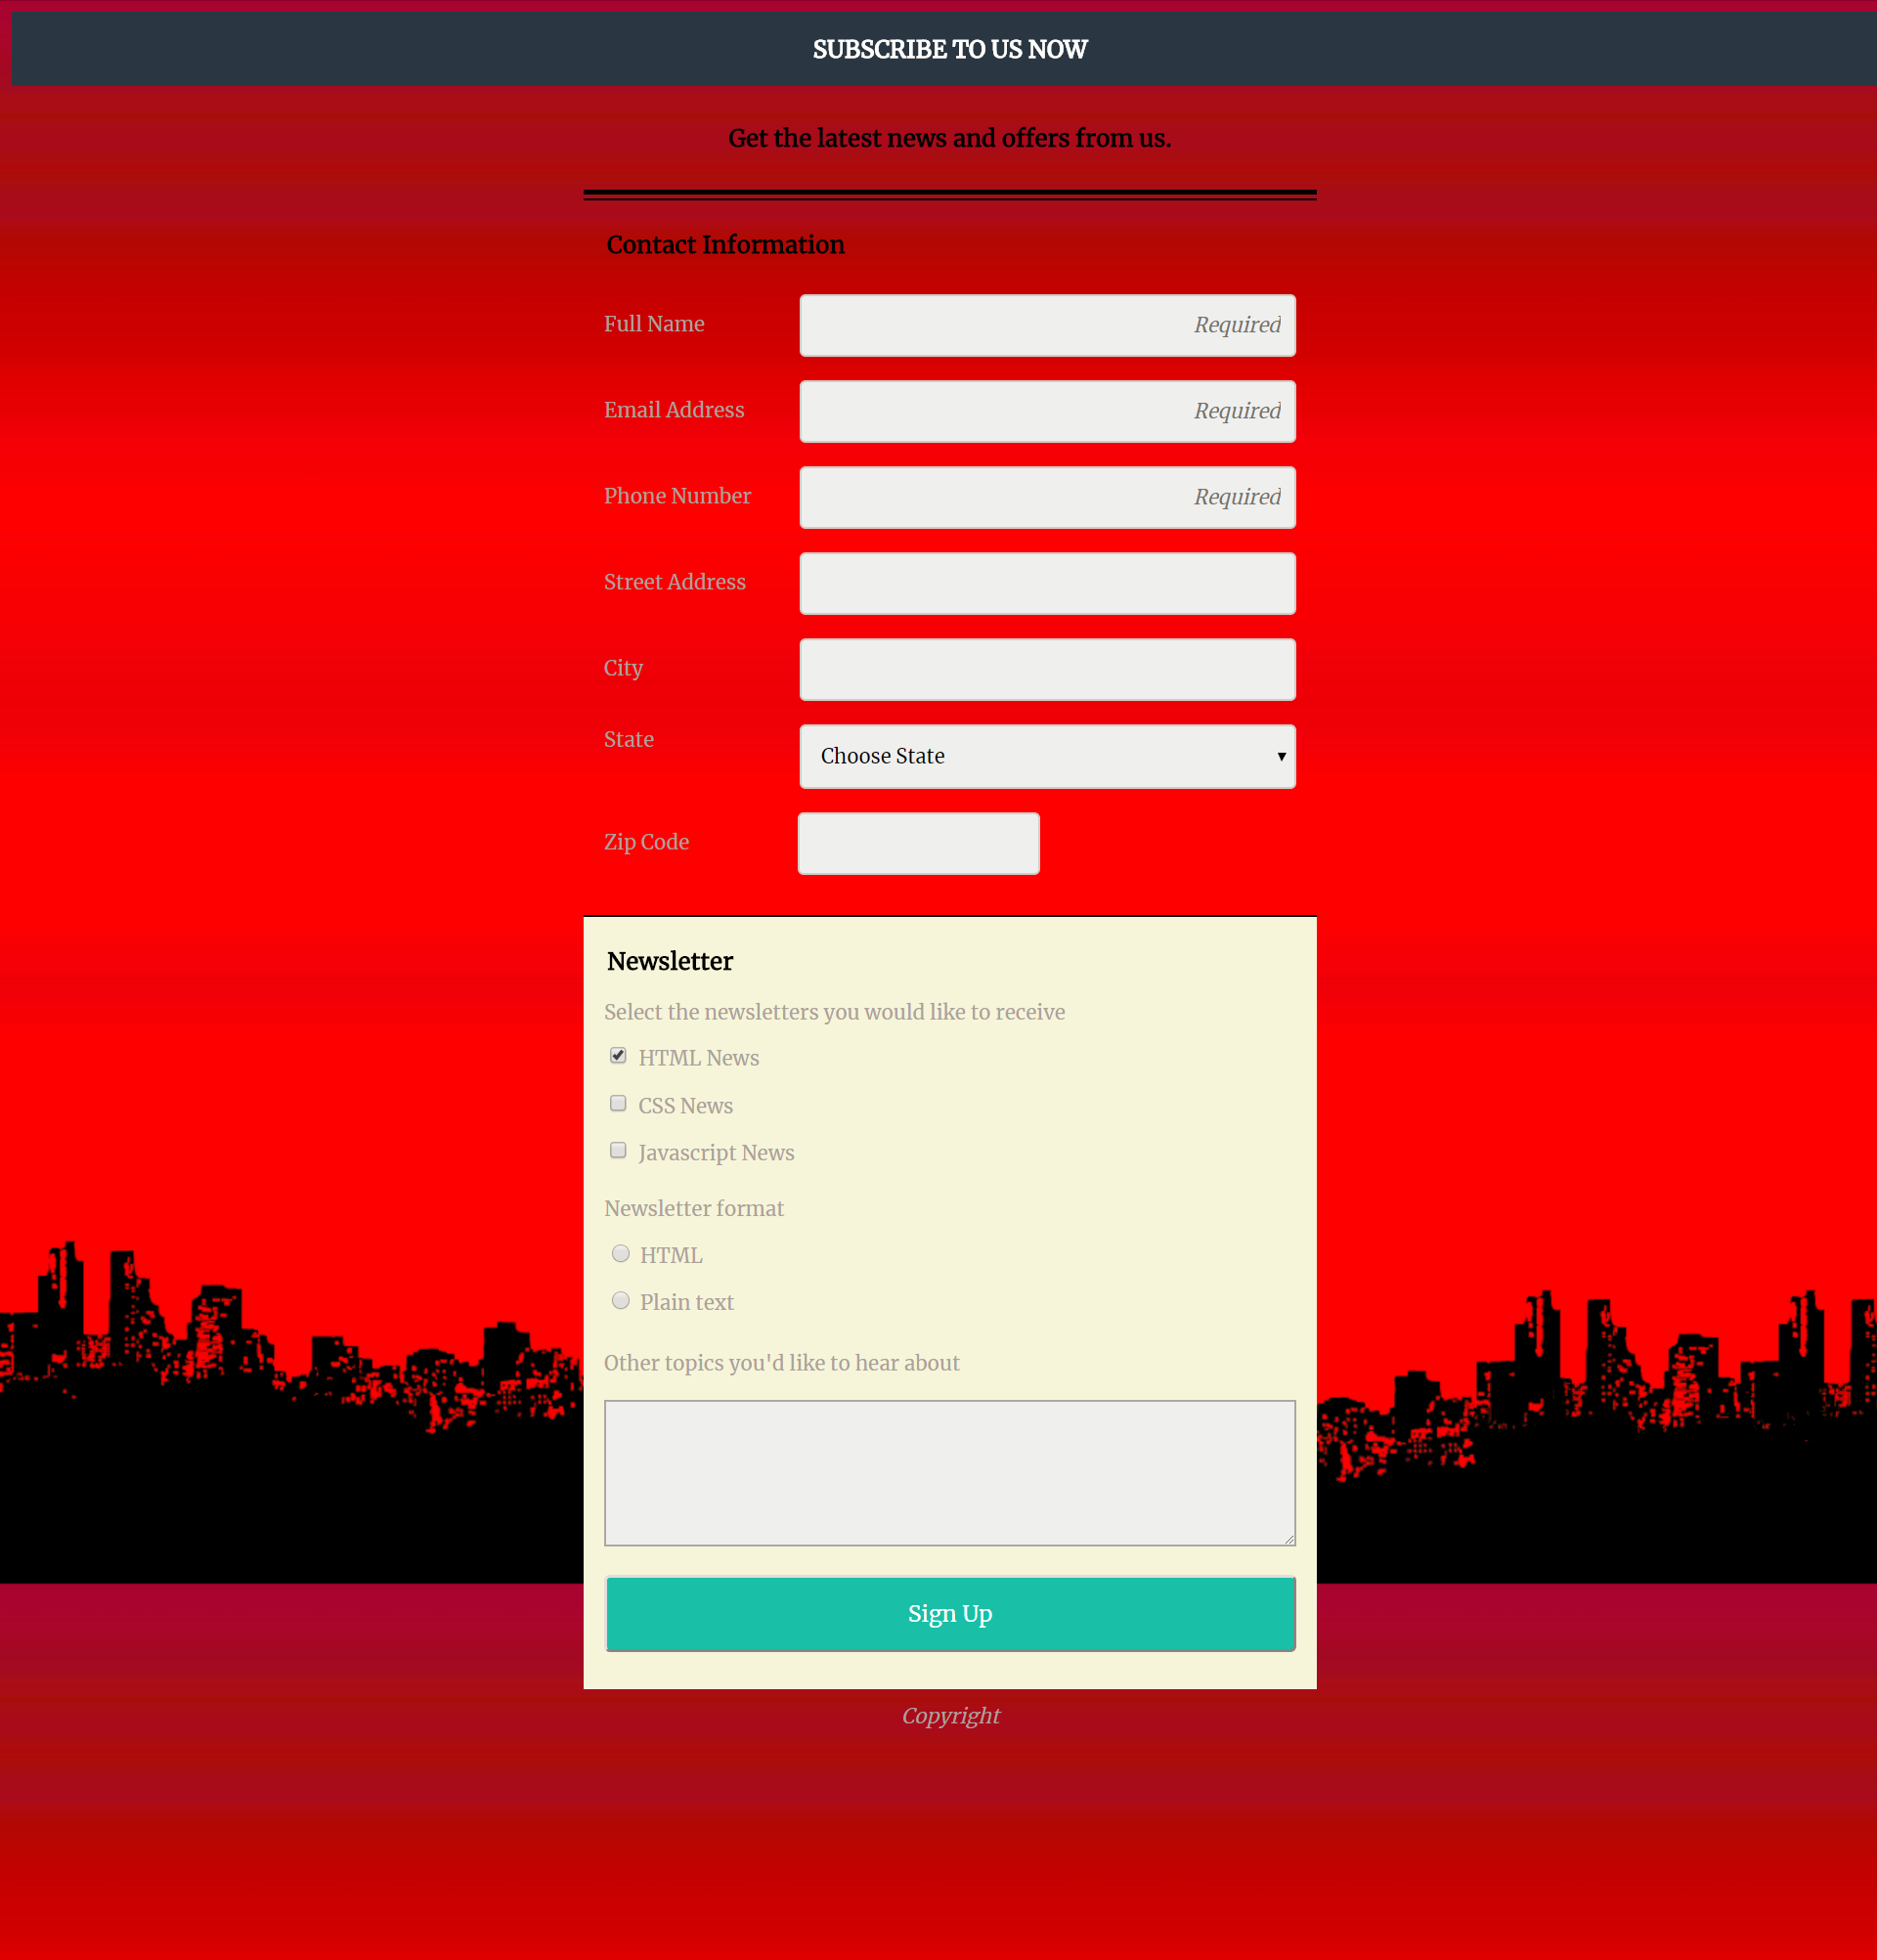 SUBSCRIBE TO US NOW
Get the latest news and offers from us.
Contact Information
Full Name Required
Email Address Required
Phone Number Required
Street Address
City
State Choose State
Zip Code
Newsletter
Select the newsletters you would like to receive
HTML News
CSS News
Javascript News
Newsletter format
HTML
Plain text
Other topics you'd like to hear about
Sign Up
Copyright